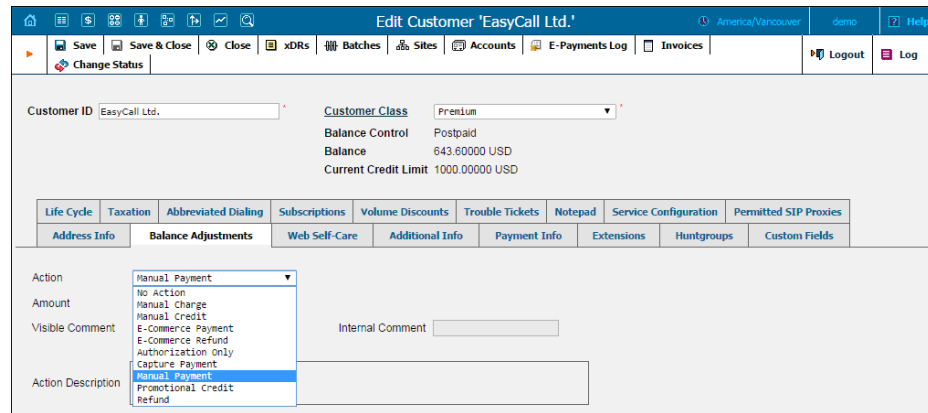 Edit Customer 'EasyCall Ltd.' America/Vancouver demo ? Help
Save Save & Close Close xDRs Batches Sites Accounts E-Payments Log Invoices Logout Log
Change Status
Customer ID EasyCall Ltd. * Customer Class Premium *
Balance Control Postpaid
Balance 643.60000 USD
Current Credit Limit 1000.00000 USD
Life Cycle Taxation Abbreviated Dialing Subscriptions Volume Discounts Trouble Tickets Notepad Service Configuration Permitted SIP Proxies
Address Info Balance Adjustments Web Self-Care Additional Info Payment Info Extensions Huntgroups Custom Fields
Action Manual Payment
No Action
Amount Manual Charge
Manual Credit
Visible Comment E-Commerce Payment Internal Comment
E-Commerce Refund
Authorization Only
Capture Payment
Manual Payment
Action Description Promotional Credit
Refund